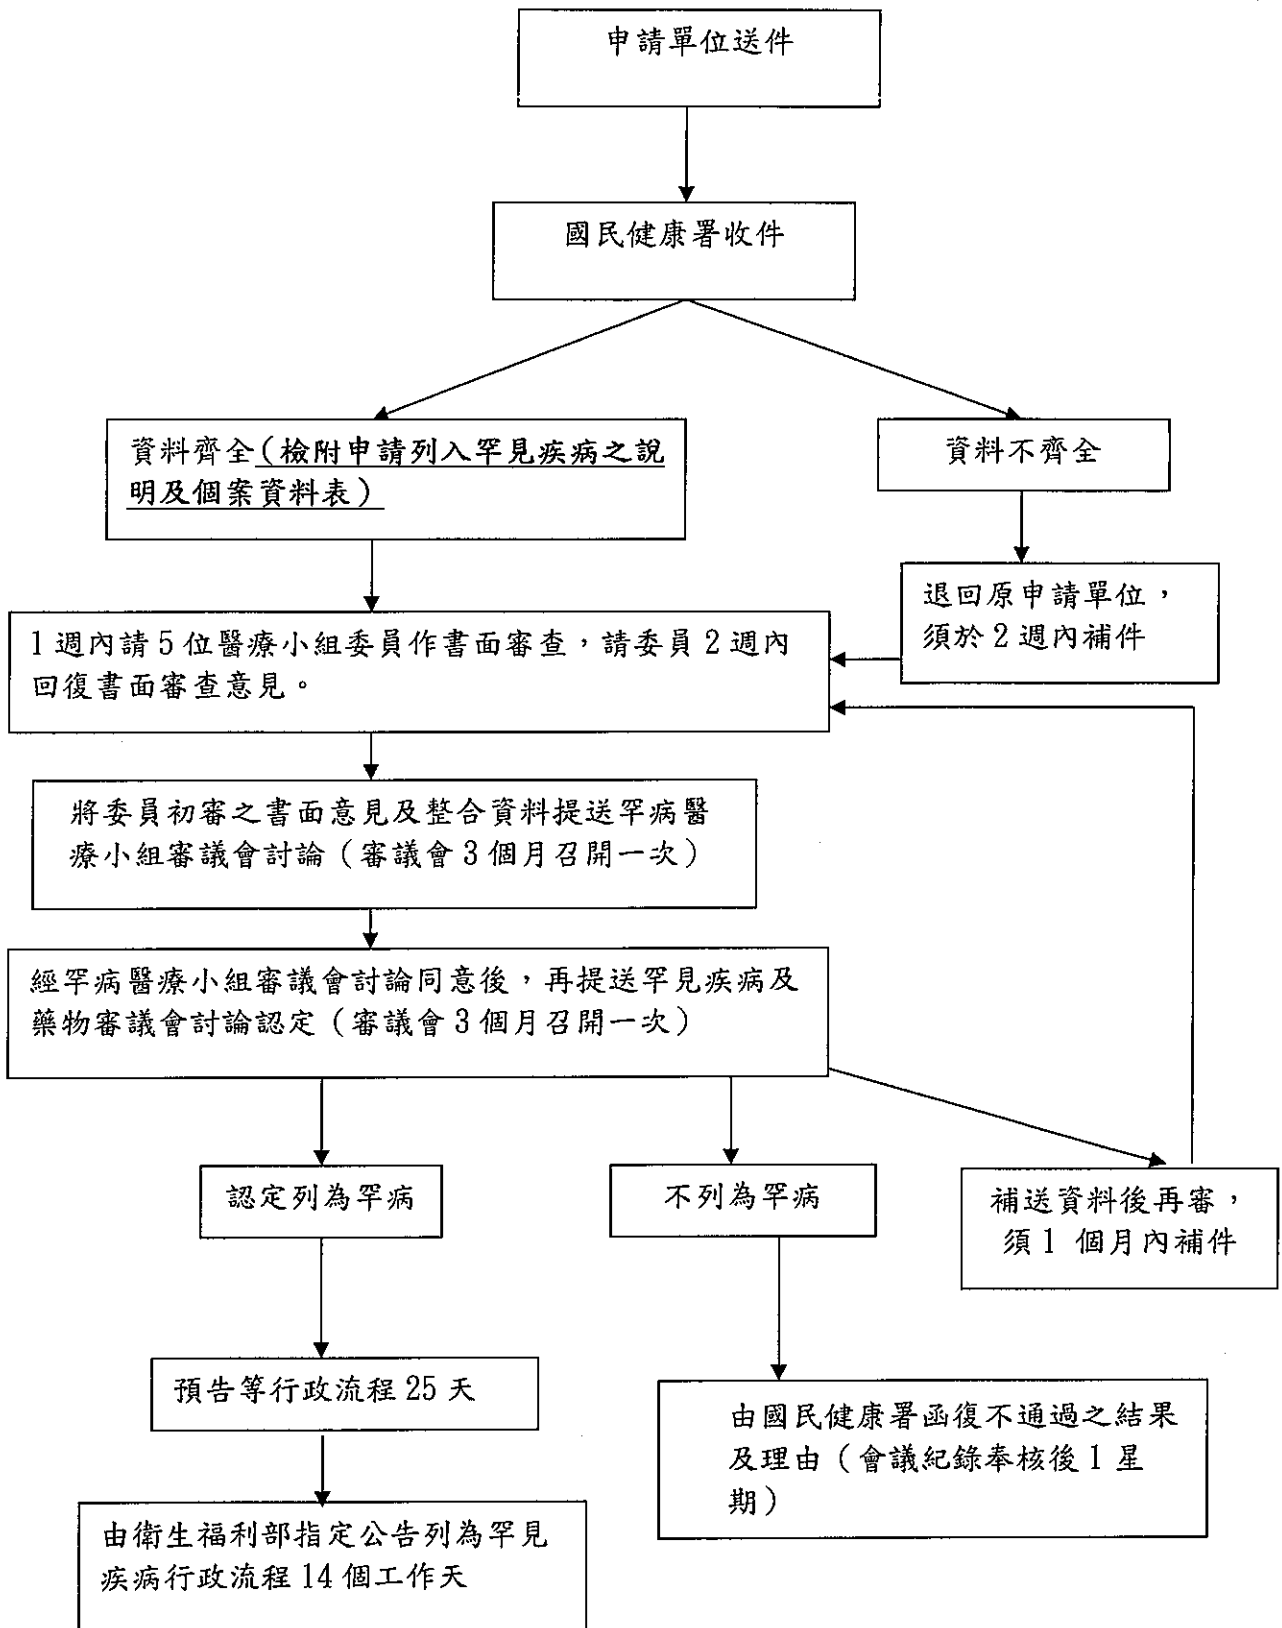 申請單位送件
國民健康署收件
資料齊全(檢附申請列入罕見疾病之說
明及個案資料表)
資料不齊全
退回原申請單位，
須於2週內補件
1週內請5位醫療小組委員作書面審查，請委員2週內
回復書面審查意見。
將委員初審之書面意見及整合資料提送罕病醫
療小組審議會討論(審議會3個月召開一次)
經罕病醫療小組審議會討論同意後，再提送罕見疾病及
藥物審議會討論認定(審議會3個月召開一次)
認定列為罕病
不列為罕病
補送資料後再審，
須1 個月內補件
預告等行政流程25天
由國民健康署函復不通過之結果
及理由(會議紀錄奉核後1星
期)
由衛生福利部指定公告列為罕見
疾病行政流程14個工作天